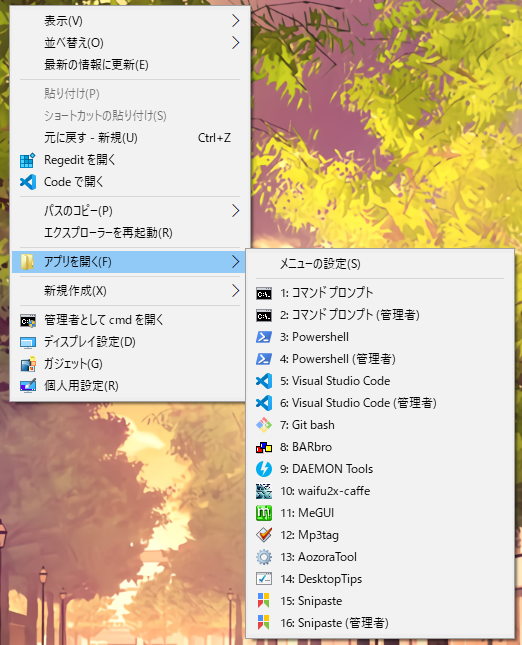 表示(V)
並べ替え(O)
最新の情報に更新(E)
貼り付け(P)
ショートカットの貼り付け(S)
元に戻す - 新規(U) Ctrl+Z
Regedit を開く
Code で開く
パスのコピー(P)
エクスプローラーを再起動(R)
アプリを開く(F)
新規作成(X)
管理者として cmd を開く
ディスプレイ設定(D)
ガジェット(G)
個人用設定(R)
メニューの設定(S)
1: コマンドプロンプト
2: コマンドプロンプト (管理者)
3: Powershell
4: Powershell (管理者)
5: Visual Studio Code
6: Visual Studio Code (管理者)
7: Git bash
8: BARbro
9: DAEMON Tools
10: waifu2x-caffe
11: MeGUI
12: Mp3tag
13: AozoraTool
14: DesktopTips
15: Snipaste
16: Snipaste (管理者)